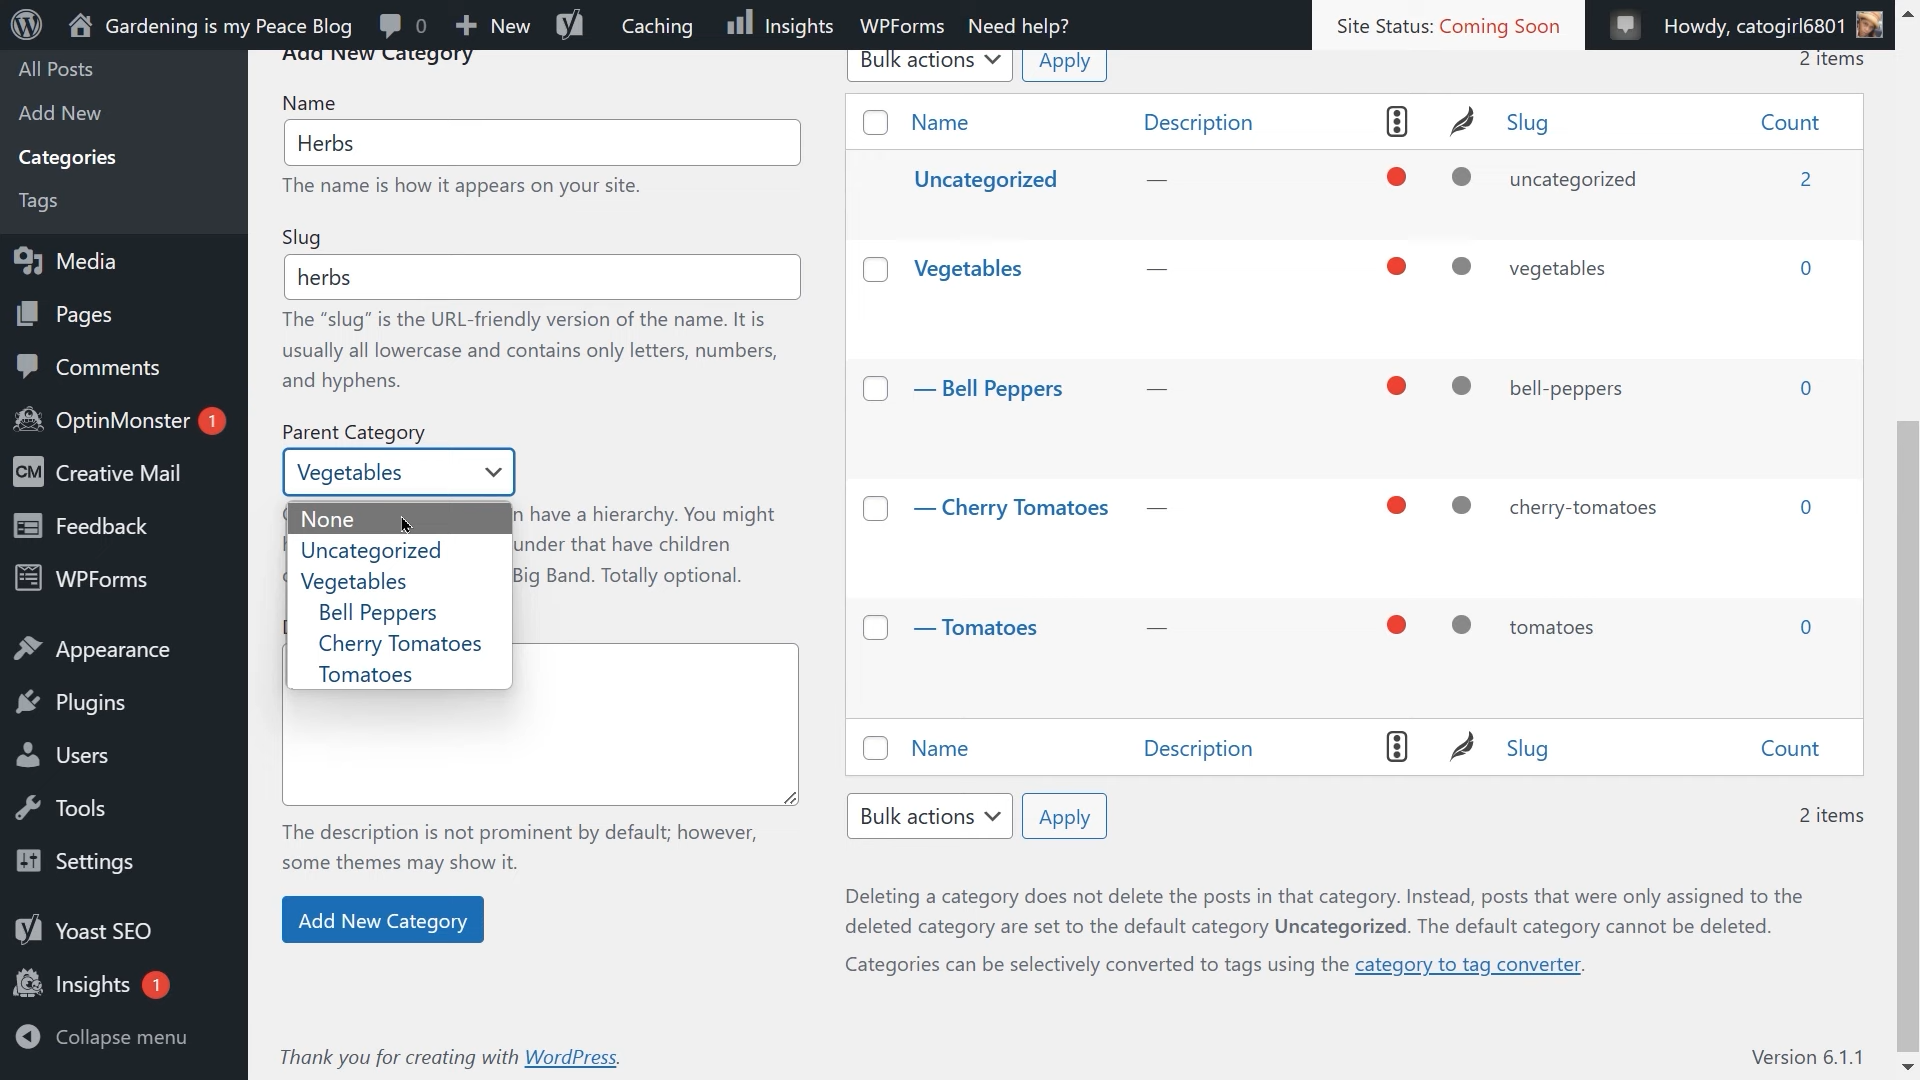 Gardening is my Peace Blog 0 New Caching Insights WPForms Need help? Site Status: Coming Soon Howdy, catogirl6801
All Posts
Add New
Categories
Tags
Media
Pages
Comments
OptinMonster 1
CM Creative Mail
Feedback
WPForms
Appearance
Plugins
Users
Tools
Settings
Yoast SEO
Insights 1
Collapse menu
Add New Category
Name
Herbs
The name is how it appears on your site.
Slug
herbs
The “slug” is the URL-friendly version of the name. It is
usually all lowercase and contains only letters, numbers,
and hyphens.
Parent Category
Vegetables
None
Uncategorized
Vegetables
Bell Peppers
Cherry Tomatoes
Tomatoes
have a hierarchy. You might
under that have children
Big Band. Totally optional.
The description is not prominent by default; however,
some themes may show it.
Add New Category
Bulk actions Apply 2 items
Name Description Slug Count
Uncategorized — uncategorized 2
Vegetables — vegetables 0
— Bell Peppers — bell-peppers 0
— Cherry Tomatoes — cherry-tomatoes 0
— Tomatoes — tomatoes 0
Name Description Slug Count
Bulk actions Apply 2 items
Deleting a category does not delete the posts in that category. Instead, posts that were only assigned to the
deleted category are set to the default category Uncategorized. The default category cannot be deleted.
Categories can be selectively converted to tags using the category to tag converter.
Thank you for creating with WordPress.
Version 6.1.1